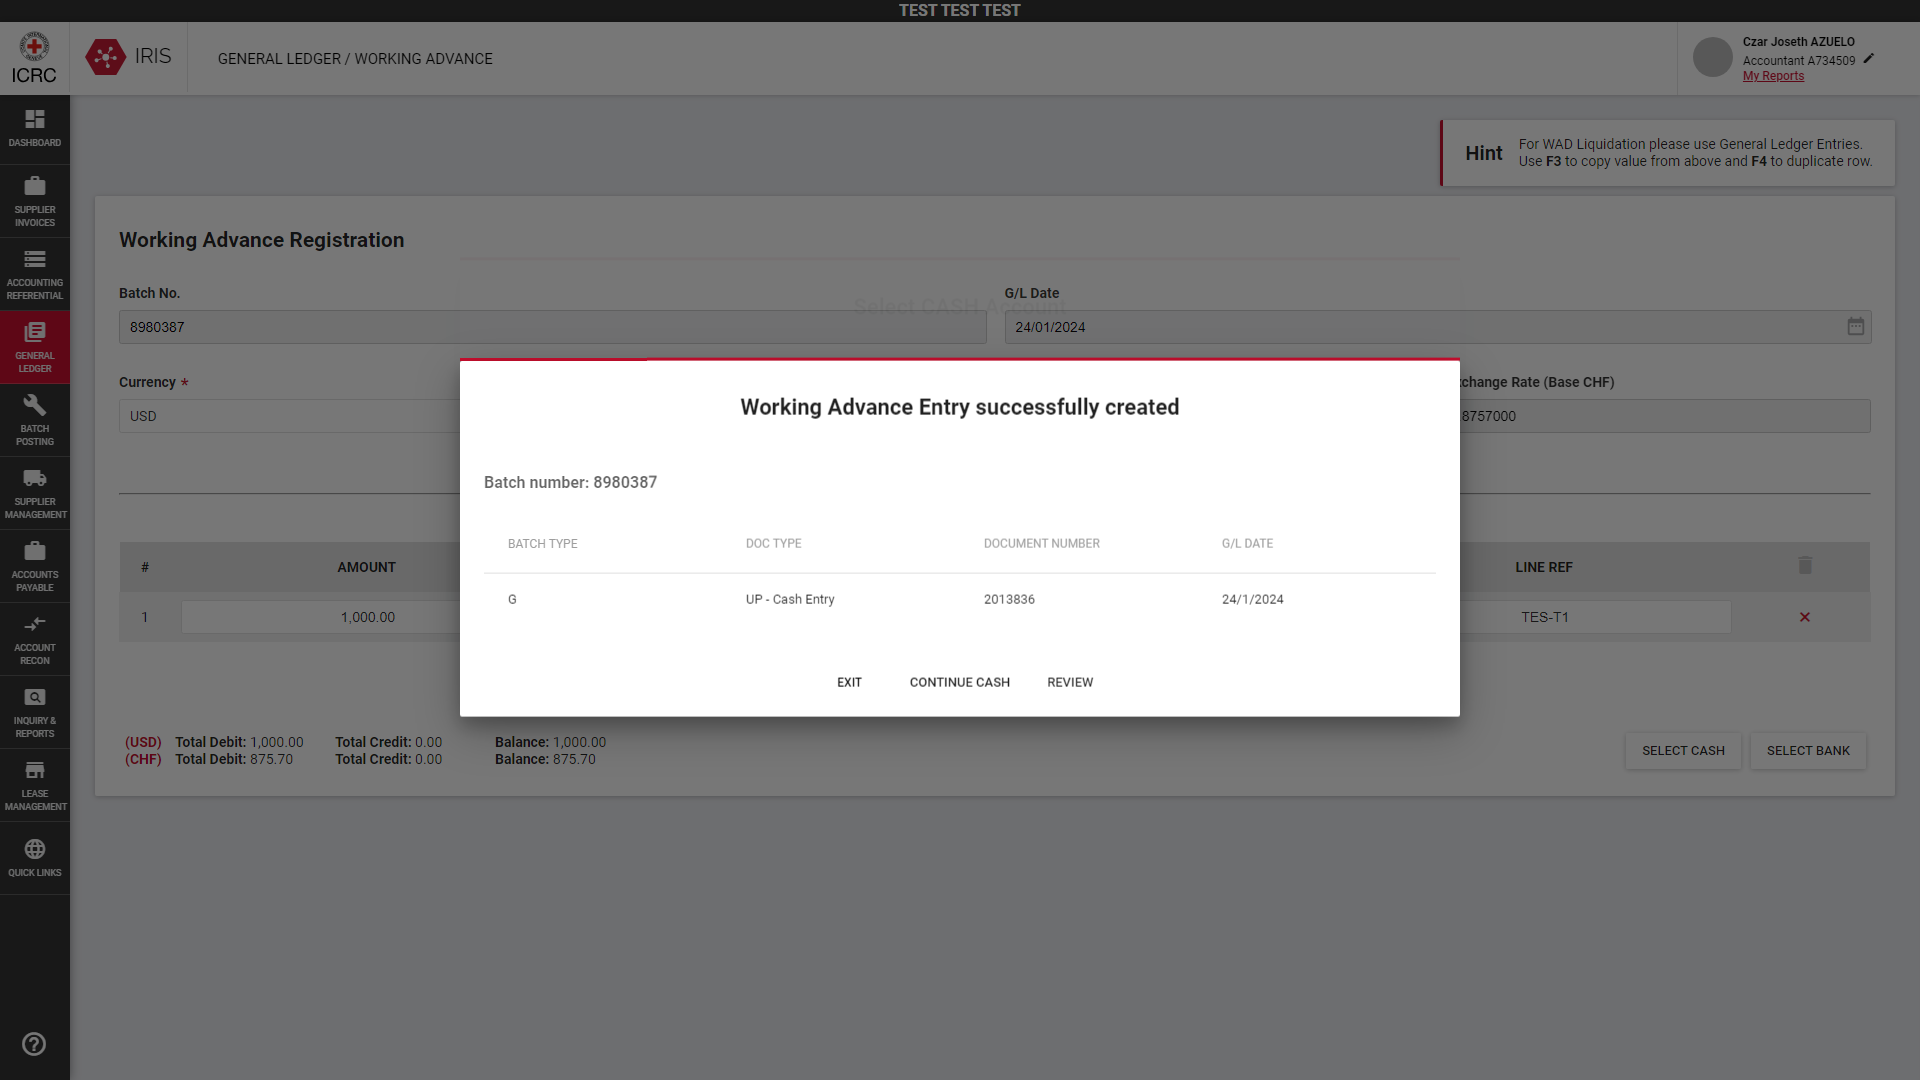 TEST TEST TEST
ICRC
IRIS
GENERAL LEDGER / WORKING ADVANCE
Czar Joseth AZUELO
Accountant A734509
My Reports
DASHBOARD
SUPPLIER
INVOICES
ACCOUNTING
REFERENTIAL
GENERAL
LEDGER
BATCH
POSTING
SUPPLIER
MANAGEMENT
ACCOUNTS
PAYABLE
ACCOUNT
RECON
INQUIRY &
REPORTS
LEASE
MANAGEMENT
QUICK LINKS
Hint
For WAD Liquidation please use General Ledger Entries.
Use F3 to copy value from above and F4 to duplicate row.
Working Advance Registration
Batch No.
G/L Date
Select CASH Account
8980387
24/01/2024
Currency *
change Rate (Base CHF)
USD
8757000
Working Advance Entry successfully created
Batch number: 8980387
BATCH TYPE DOC TYPE DOCUMENT NUMBER G/L DATE
G UP - Cash Entry 2013836 24/1/2024
EXIT CONTINUE CASH REVIEW
# AMOUNT LINE REF
1 1,000.00 TES-T1
(USD) Total Debit: 1,000.00 Total Credit: 0.00 Balance: 1,000.00
(CHF) Total Debit: 875.70 Total Credit: 0.00 Balance: 875.70
SELECT CASH SELECT BANK